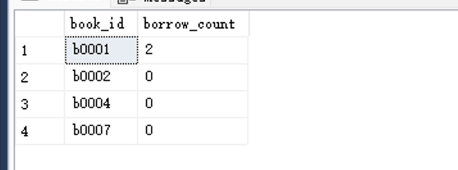 messages
book_id borrow_count
1 b0001 2
2 b0002 0
3 b0004 0
4 b0007 0